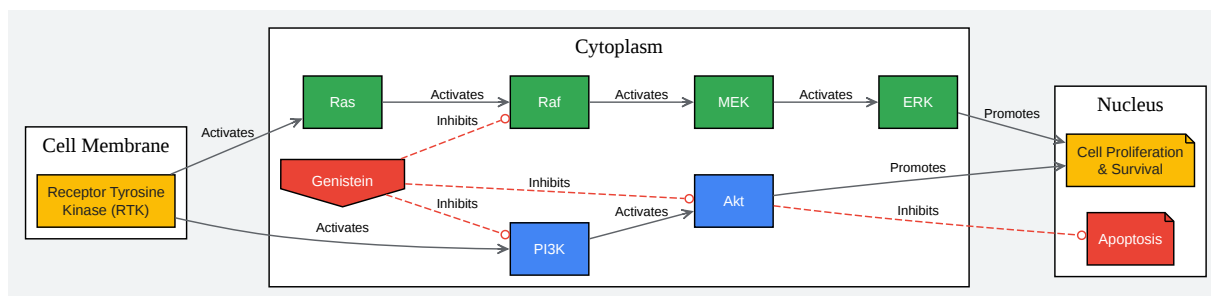 Cytoplasm
Ras
Activates
Raf
Activates
MEK
Activates
ERK
Promotes
Nucleus
Cell Membrane
Activates
Inhibits
Receptor Tyrosine
Kinase (RTK)
Genistein
Inhibits
Inhibits
Activates
PI3K
Activates
Akt
Promotes
Cell Proliferation
& Survival
Inhibits
Apoptosis